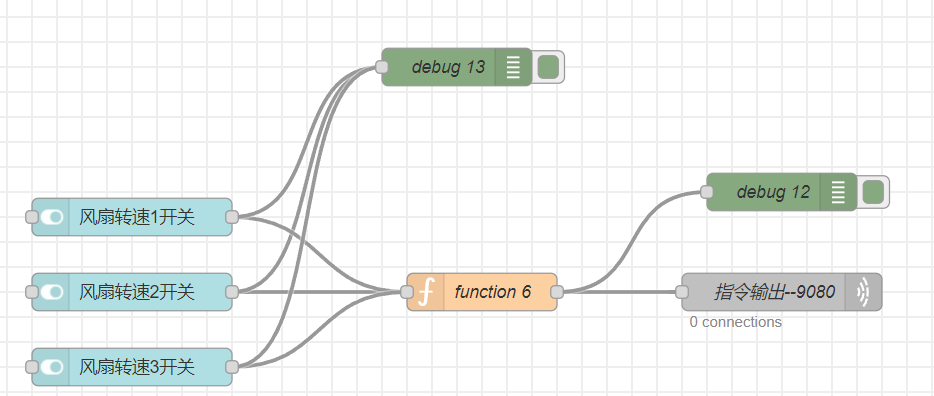 debug 13
debug 12
风扇转速1开关
风扇转速2开关
function 6
指令输出--9080
0 connections
风扇转速3开关